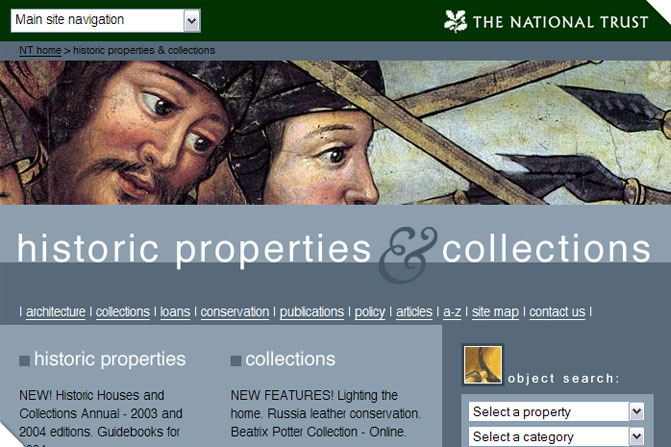 Main site navigation
THE NATIONAL TRUST
NT home > historic properties & collections
historic properties & collections
| architecture | collections | loans | conservation | publications | policy | articles | a-z | site map | contact us |
historic properties
NEW! Historic Houses and
Collections Annual - 2003 and
2004 editions. Guidebooks for
collections
NEW FEATURES! Lighting the
home. Russia leather conservation.
Beatrix Potter Collection - Online.
object search:
Select a property
Select a category